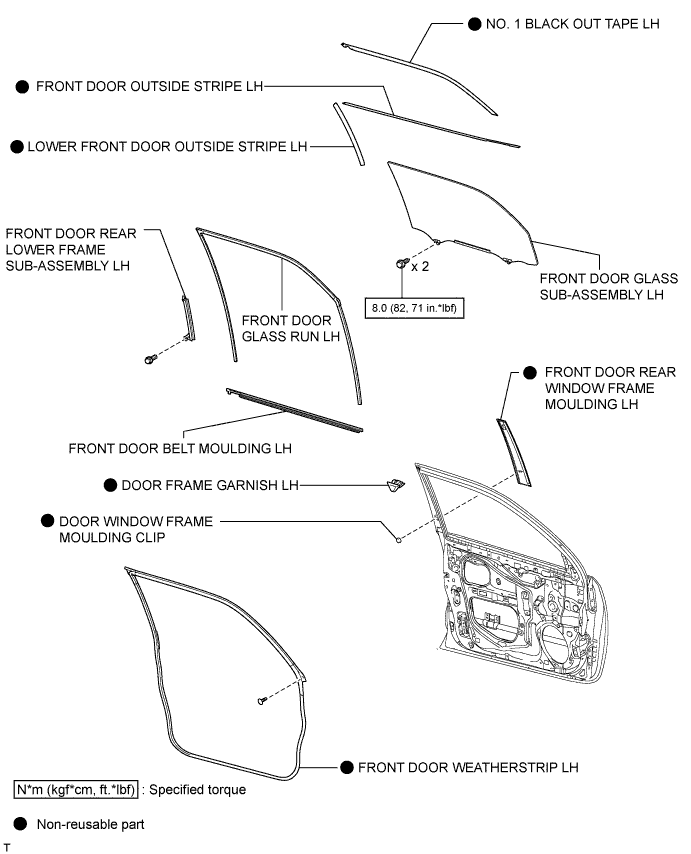 NO. 1 BLACK OUT TAPE LH
FRONT DOOR OUTSIDE STRIPE LH
LOWER FRONT DOOR OUTSIDE STRIPE LH
FRONT DOOR REAR
LOWER FRAME
SUB-ASSEMBLY LH
x 2
8.0 (82, 71 in.*lbf)
FRONT DOOR GLASS
SUB-ASSEMBLY LH
FRONT DOOR
GLASS RUN LH
FRONT DOOR REAR
WINDOW FRAME
MOULDING LH
FRONT DOOR BELT MOULDING LH
DOOR FRAME GARNISH LH
DOOR WINDOW FRAME
MOULDING CLIP
FRONT DOOR WEATHERSTRIP LH
N*m (kgf*cm, ft.*lbf) : Specified torque
Non-reusable part
T